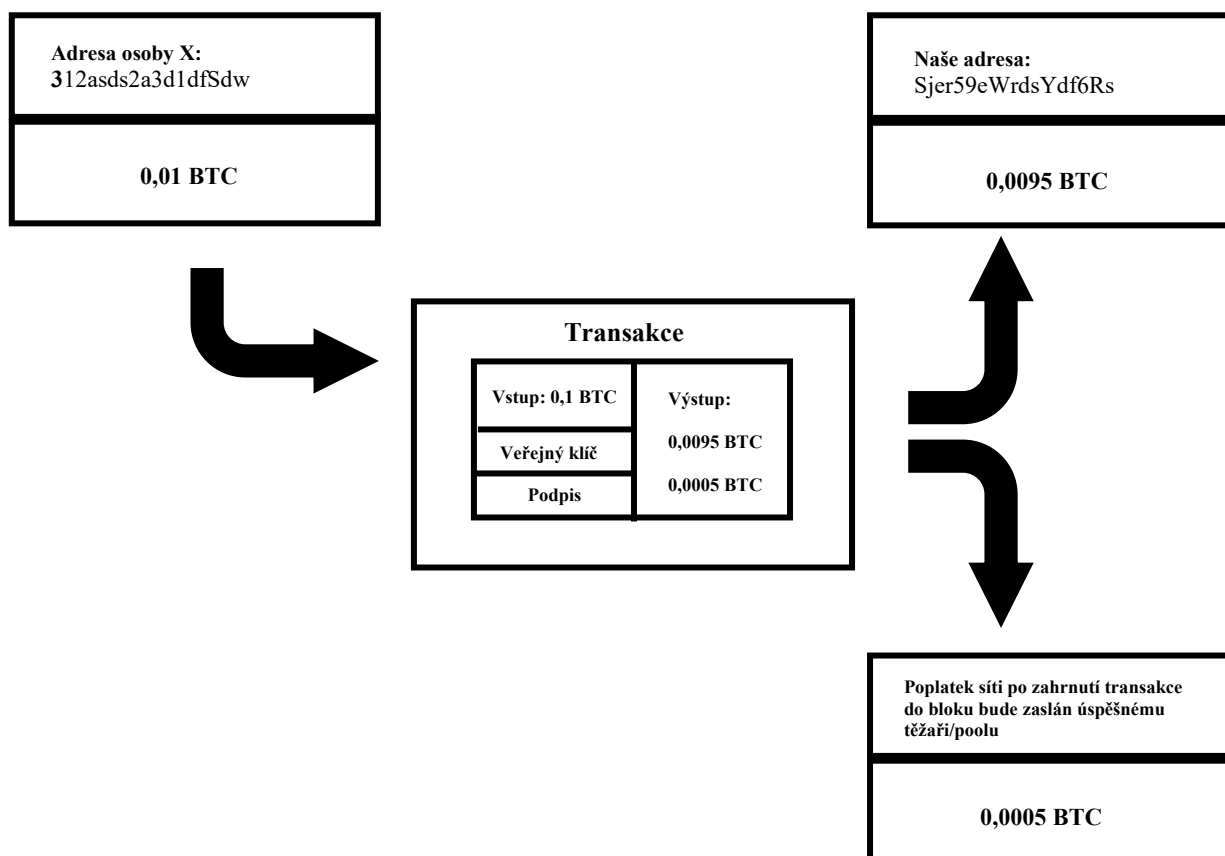 Adresa osoby X:
312asds2a3d1dfSdw
0,01 BTC
Naše adresa:
Sjer59eWrdsYdf6Rs
0,0095 BTC
Transakce
Vstup: 0,1 BTC
Veřejný klíč
Podpis
Výstup:
0,0095 BTC
0,0005 BTC
Poplatek síti po zahrnutí transakce
do bloku bude zaslán úspěšnému
těžaři/poolu
0,0005 BTC